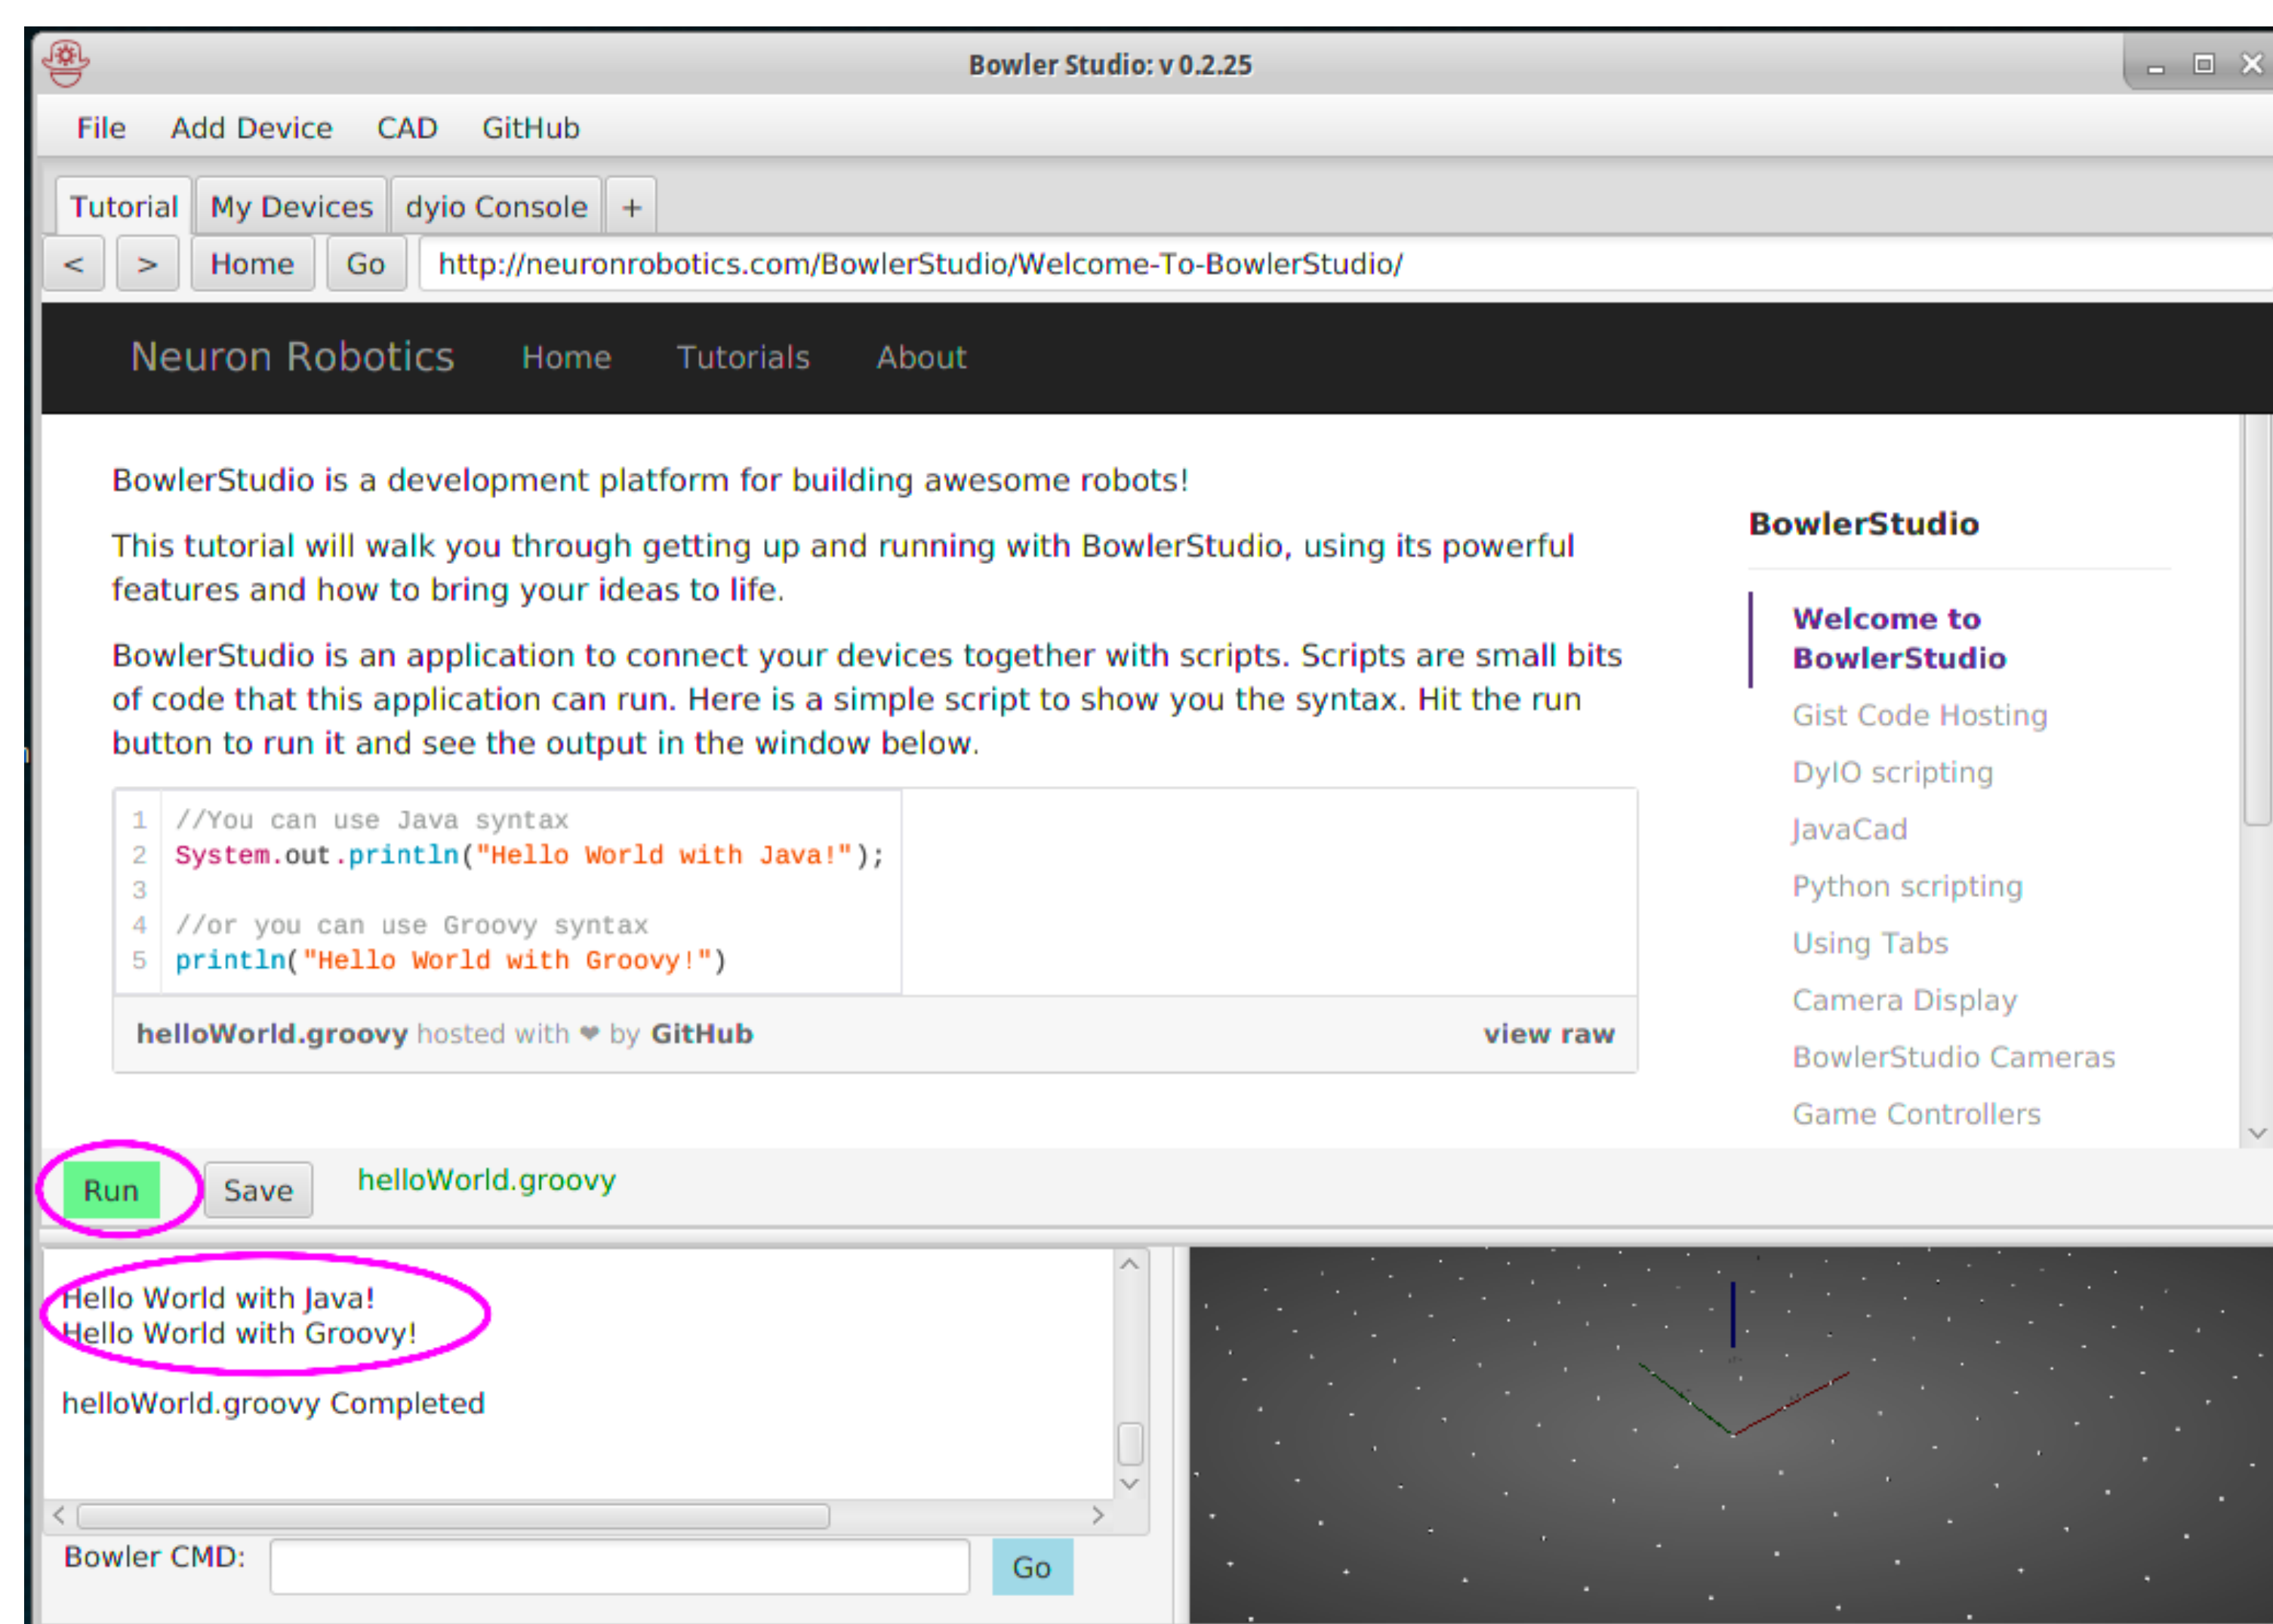 Bowler Studio: v 0.2.25
File Add Device CAD GitHub
Tutorial My Devices dyio Console +
< > Home Go http://neuronrobotics.com/BowlerStudio/Welcome-To-BowlerStudio/
Neuron Robotics Home Tutorials About
BowlerStudio is a development platform for building awesome robots!
This tutorial will walk you through getting up and running with BowlerStudio, using its powerful
features and how to bring your ideas to life.
BowlerStudio is an application to connect your devices together with scripts. Scripts are small bits
of code that this application can run. Here is a simple script to show you the syntax. Hit the run
button to run it and see the output in the window below.
1 //You can use Java syntax
2 System.out.println("Hello World with Java!");
3
4 //or you can use Groovy syntax
5 println("Hello World with Groovy!")
helloWorld.groovy hosted with ❤ by GitHub view raw
BowlerStudio
Welcome to
BowlerStudio
Gist Code Hosting
DyIO scripting
JavaCad
Python scripting
Using Tabs
Camera Display
BowlerStudio Cameras
Game Controllers
Run Save helloWorld.groovy
Hello World with Java!
Hello World with Groovy!
helloWorld.groovy Completed
Bowler CMD: Go